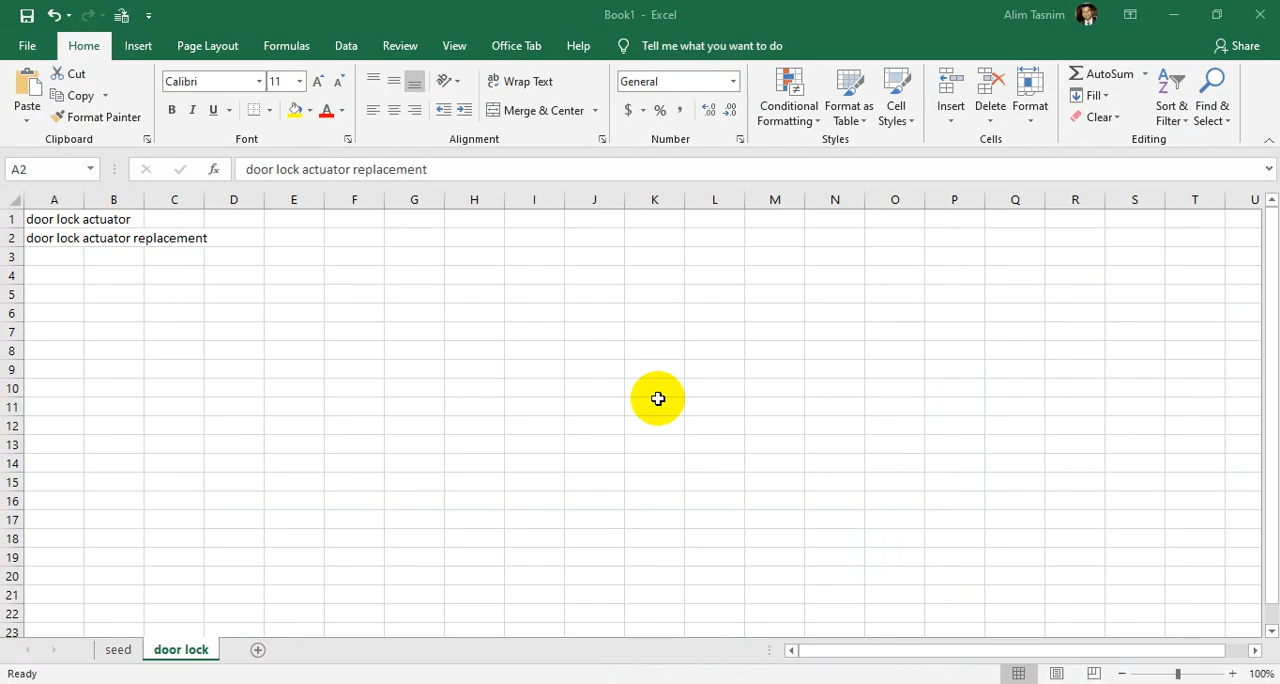 Book1 - Excel
Alim Tasnim
File Home Insert Page Layout Formulas Data Review View Office Tab Help Tell me what you want to do Share
Paste
Cut
Copy
Format Painter
Clipboard
Calibri 11
B I U
Font
Wrap Text
Merge & Center
Alignment
General
$ % ,
Number
Conditional Formatting
Format as Table
Cell Styles
Styles
Insert Delete Format
Cells
AutoSum
Fill
Clear
Sort & Filter
Find & Select
Editing
A2 fx door lock actuator replacement
A B C D E F G H I J K L M N O P Q R S T U
1 door lock actuator
2 door lock actuator replacement
3
4
5
6
7
8
9
10
11
12
13
14
15
16
17
18
19
20
21
22
23
seed door lock
Ready 100%